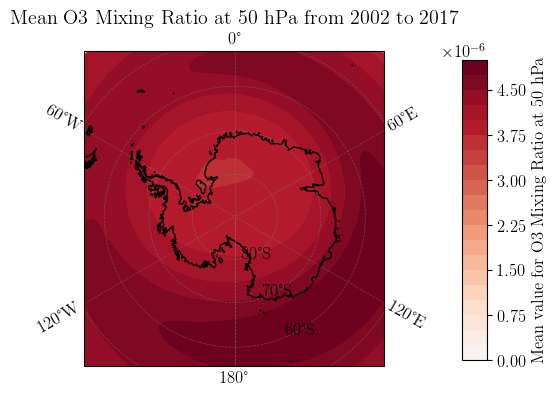 Mean O3 Mixing Ratio at 50 hPa from 2002 to 2017
0°
×10⁻⁶
60°W
60°E
4.50
3.75
3.00
2.25
1.50
0.75
0.00
Mean value for O3 Mixing Ratio at 50 hPa
80°S
70°S
60°S
120°W
120°E
180°